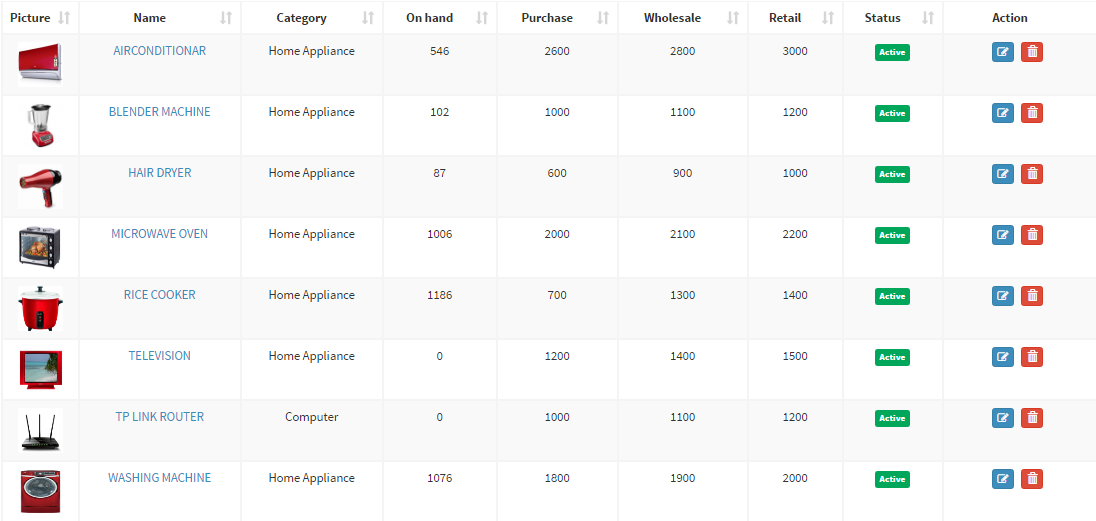 Picture Name Category On hand Purchase Wholesale Retail Status Action
AIRCONDITIONAR Home Appliance 546 2600 2800 3000 Active
BLENDER MACHINE Home Appliance 102 1000 1100 1200 Active
HAIR DRYER Home Appliance 87 600 900 1000 Active
MICROWAVE OVEN Home Appliance 1006 2000 2100 2200 Active
RICE COOKER Home Appliance 1186 700 1300 1400 Active
TELEVISION Home Appliance 0 1200 1400 1500 Active
TP LINK ROUTER Computer 0 1000 1100 1200 Active
WASHING MACHINE Home Appliance 1076 1800 1900 2000 Active